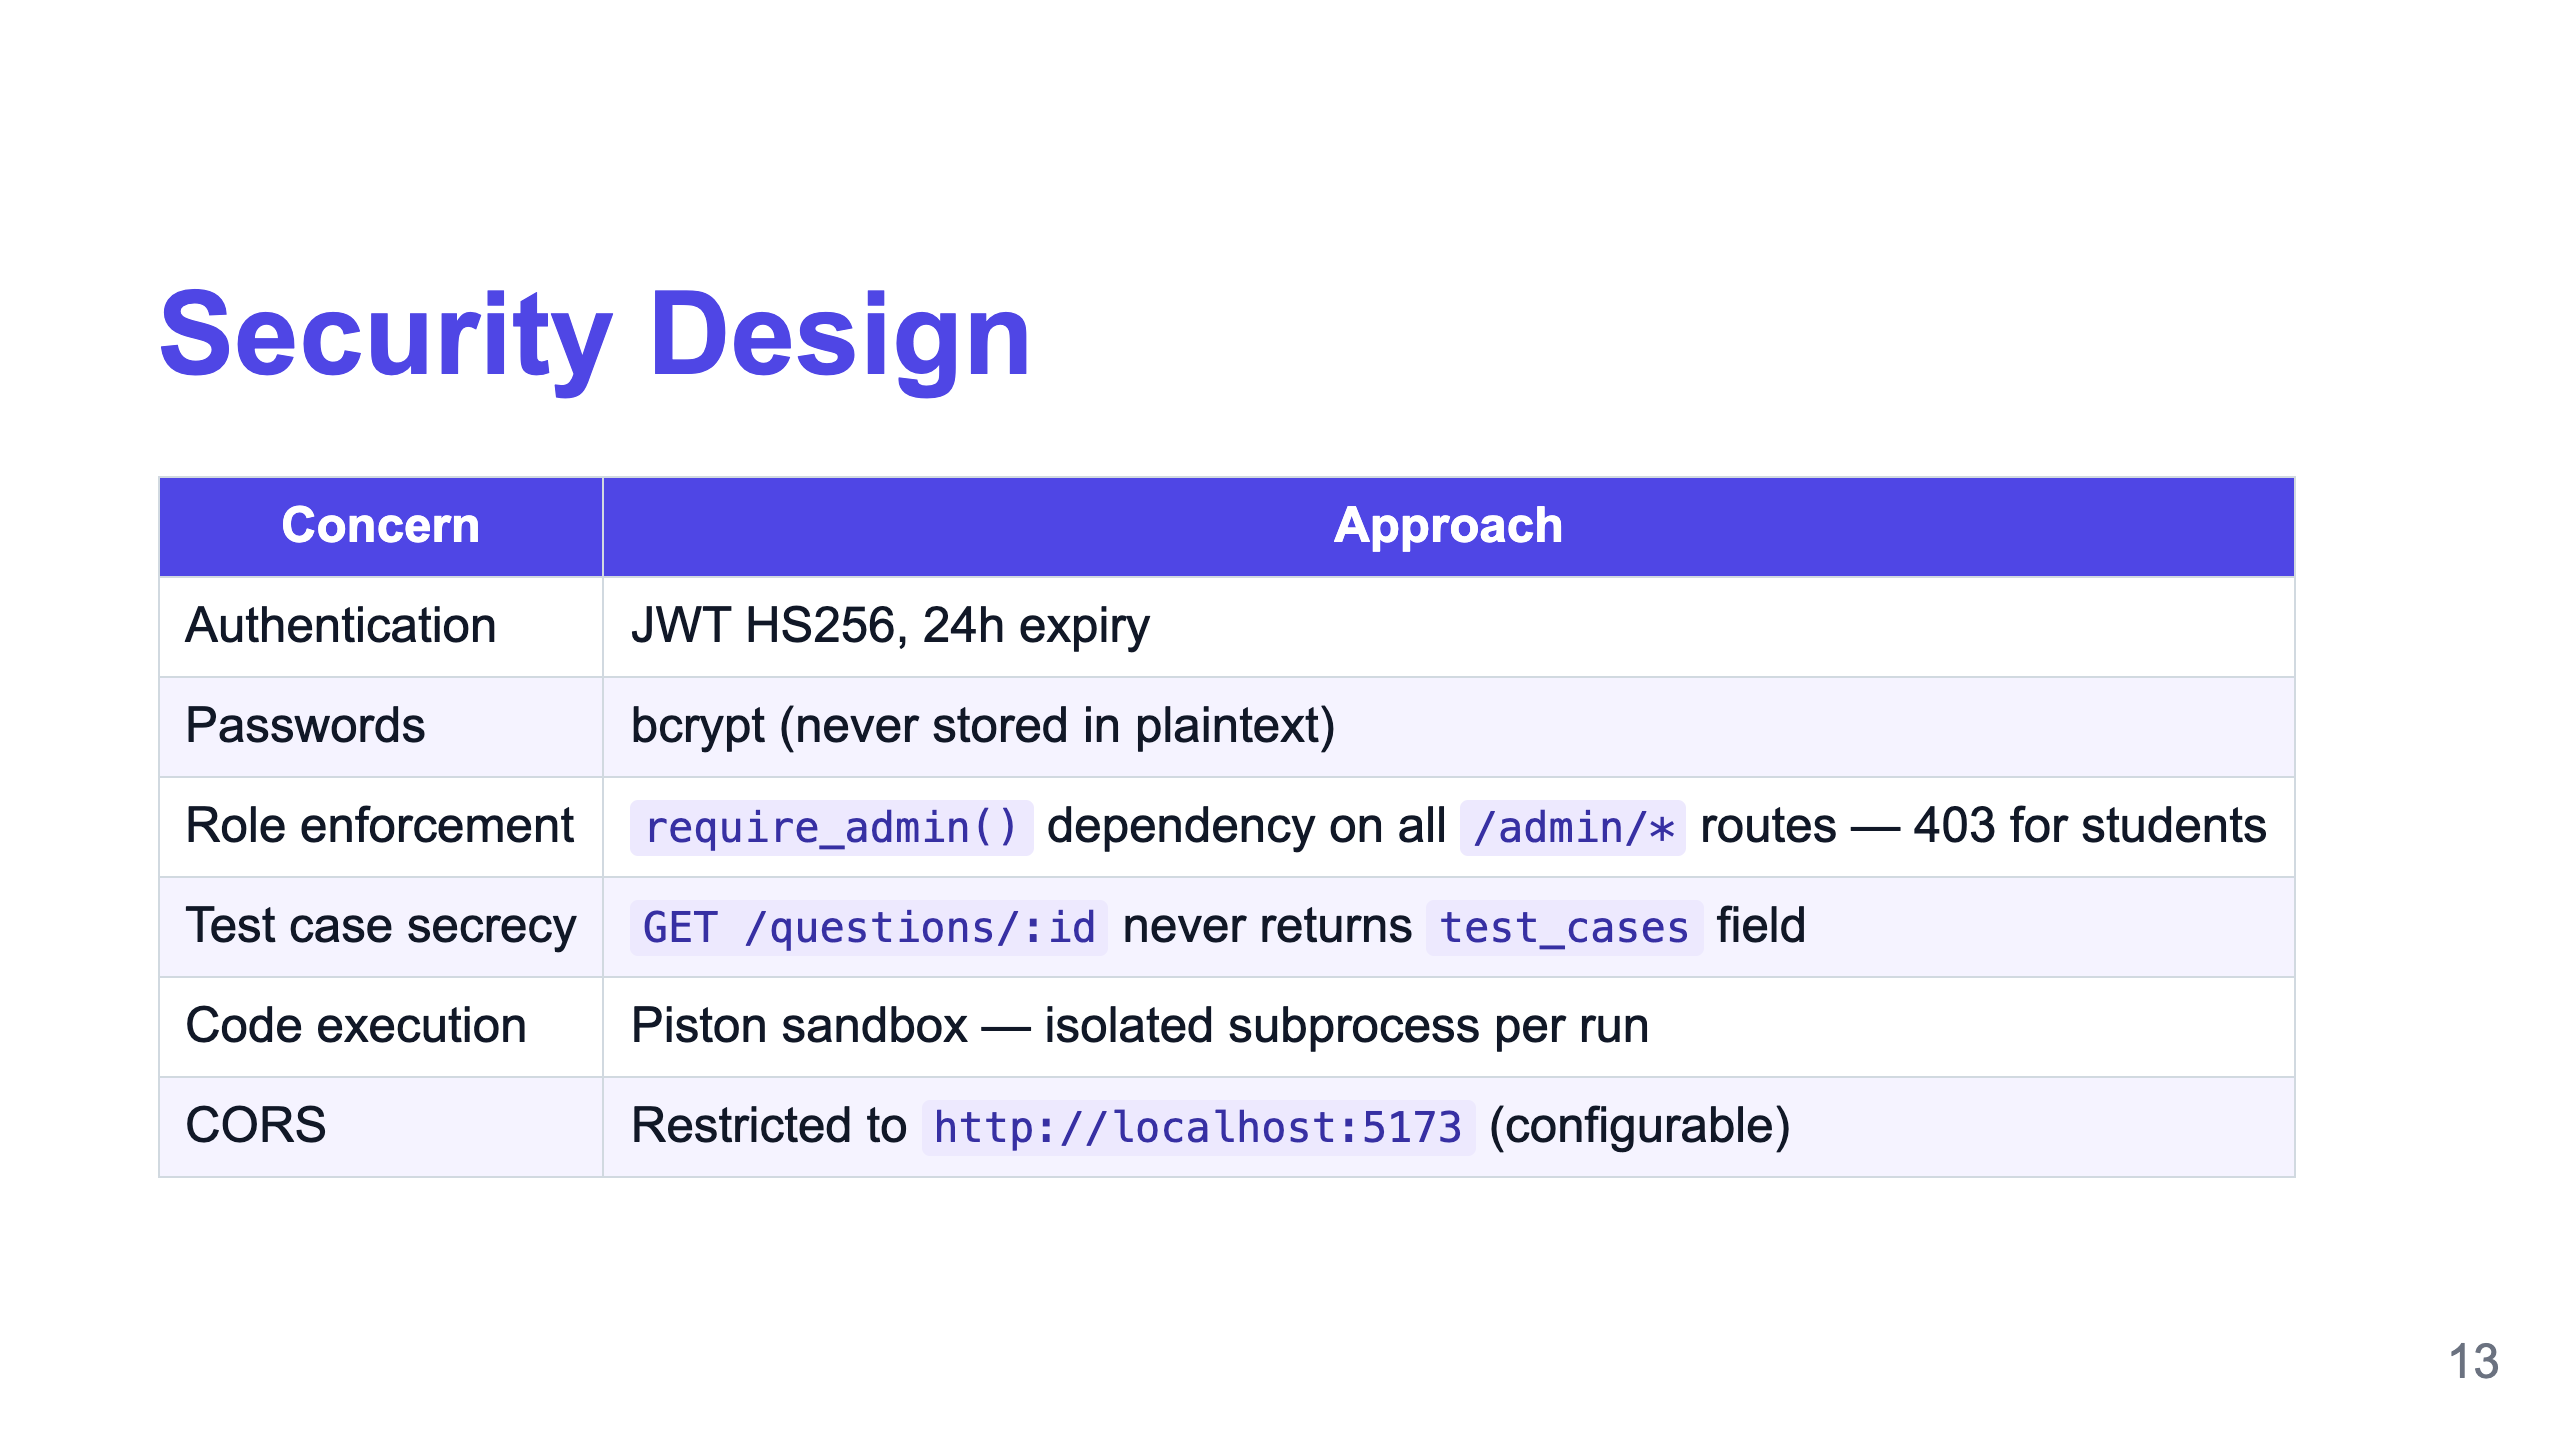 Security Design
Concern Approach
Authentication JWT HS256, 24h expiry
Passwords bcrypt (never stored in plaintext)
Role enforcement require_admin() dependency on all /admin/* routes — 403 for students
Test case secrecy GET /questions/:id never returns test_cases field
Code execution Piston sandbox — isolated subprocess per run
CORS Restricted to http://localhost:5173 (configurable)
13